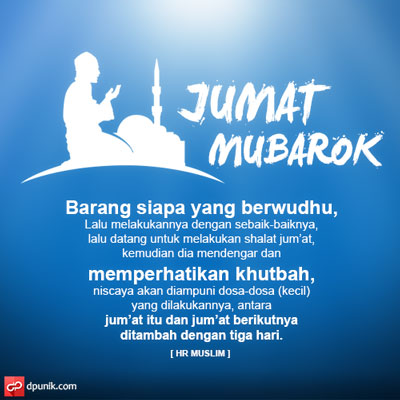 JUMAT
MUBAROK
Barang siapa yang berwudhu,
Lalu melakukannya dengan sebaik-baiknya,
lalu datang untuk melakukan shalat jum'at,
kemudian dia mendengar dan
memperhatikan khutbah,
niscaya akan diampuni dosa-dosa (kecil)
yang dilakukannya, antara
jum'at itu dan jum'at berikutnya
ditambah dengan tiga hari.
[ HR MUSLIM ]
dpunik.com